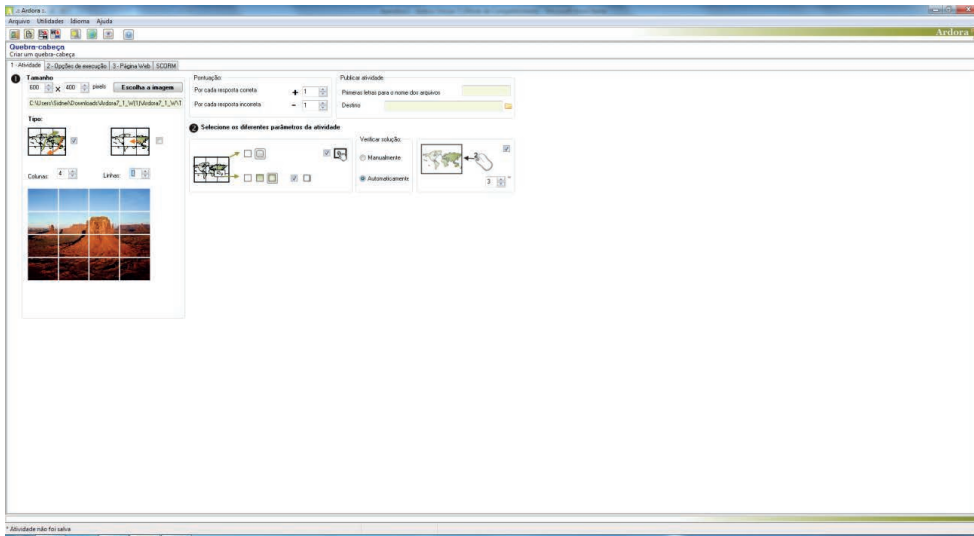 .: Ardora :.
Arquivo Utilidades Idioma Ajuda
Ardora
Quebra-cabeça
Criar um quebra-cabeça
1 - Atividade 2 - Opções de execução 3 - Página Web SCORM
1 Tamanho
600 x 400 pixels Escolha a imagem
Tipo:
Colunas: 4 Linhas:
Pontuação:
Por cada resposta correta + 1
Por cada resposta incorreta - 1
Publicar atividade:
Primeiras letras para o nome dos arquivos
Destino
2 Selecione os diferentes parâmetros da atividade
Verificar solução:
Manualmente
Automaticamente
3 "
* Atividade não foi salva